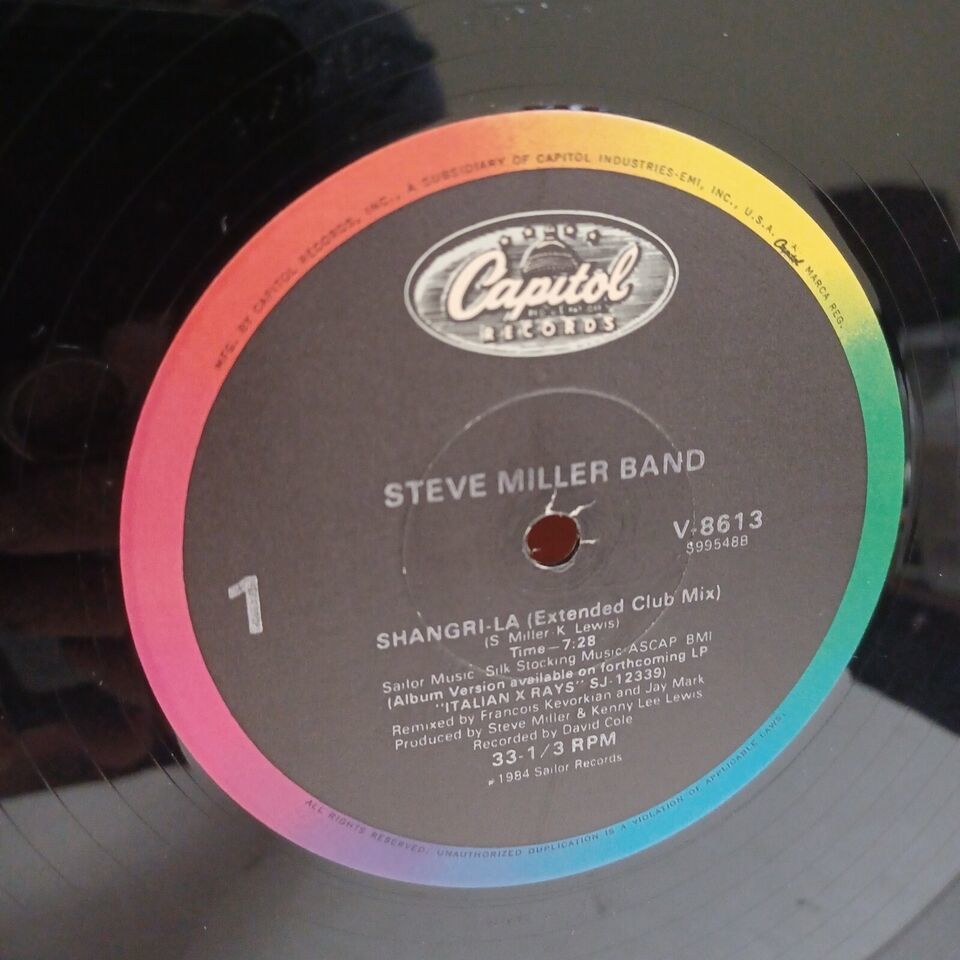 MFG. BY CAPITOL RECORDS, INC., A SUBSIDIARY OF CAPITOL INDUSTRIES-EMI, INC., U.S.A. Capitol MARCA REG.
Capitol
RECORDS
STEVE MILLER BAND
V-8613
S99548B
1
SHANGRI-LA (Extended Club Mix)
(S Miller-K Lewis)
Time—7:28
Sailor Music Silk Stocking Music-ASCAP BMI
(Album Version available on forthcoming LP
"ITALIAN X RAYS" SJ-12339)
Remixed by Francois Kevorkian and Jay Mark
Produced by Steve Miller & Kenny Lee Lewis
Recorded by David Cole
33-1/3 RPM
1984 Sailor Records
ALL RIGHTS RESERVED. UNAUTHORIZED DUPLICATION IS A VIOLATION OF APPLICABLE LAWS.